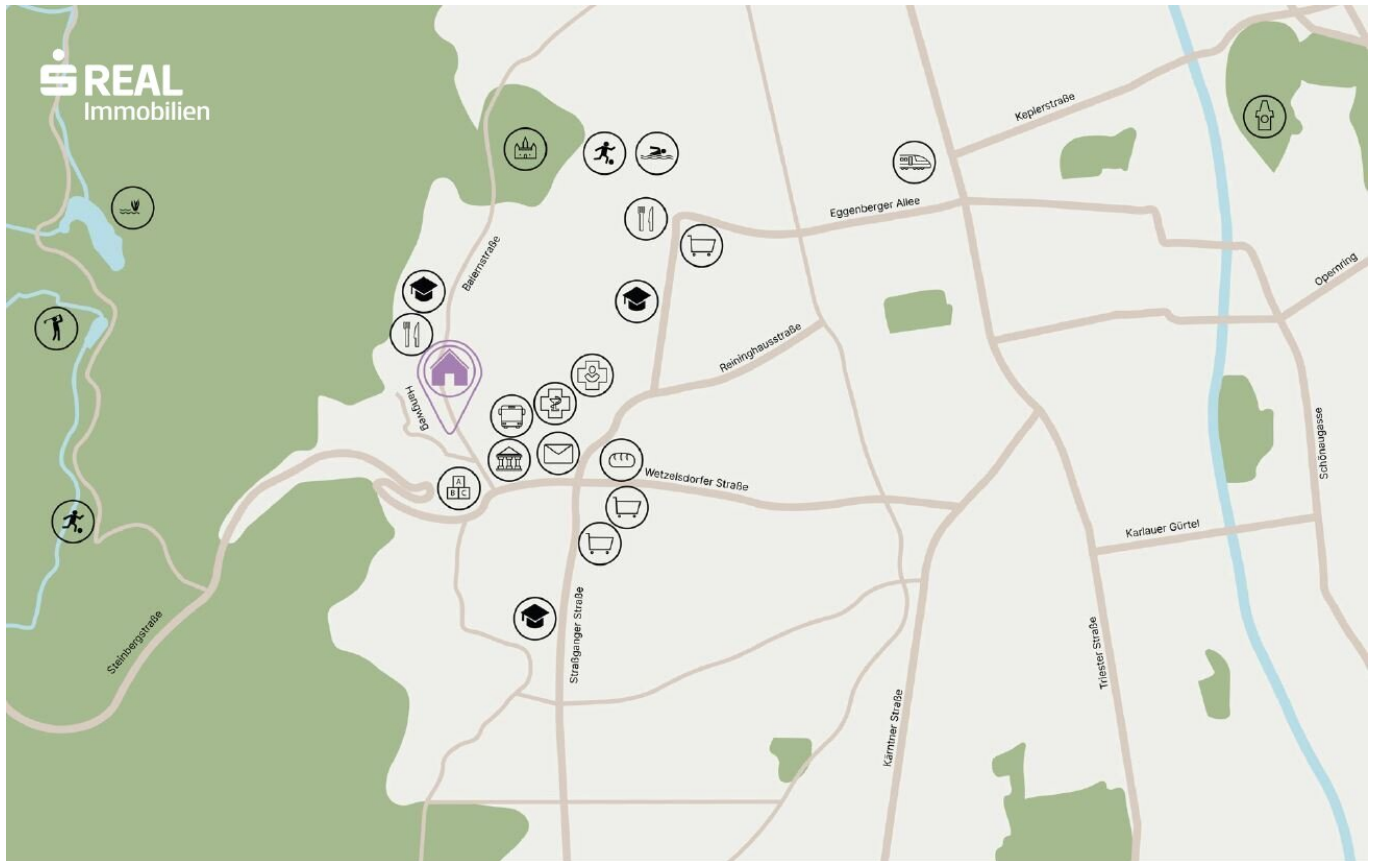 S REAL
Immobilien
Keplerstraße
Eggenberger Allee
Baiernstraße
Opernring
Reininghausstraße
Hangweg
Schönaugasse
A
B C
Wetzelsdorfer Straße
Karlauer Gürtel
Steinbergstraße
Straßganger Straße
Triester Straße
Kärntner Straße